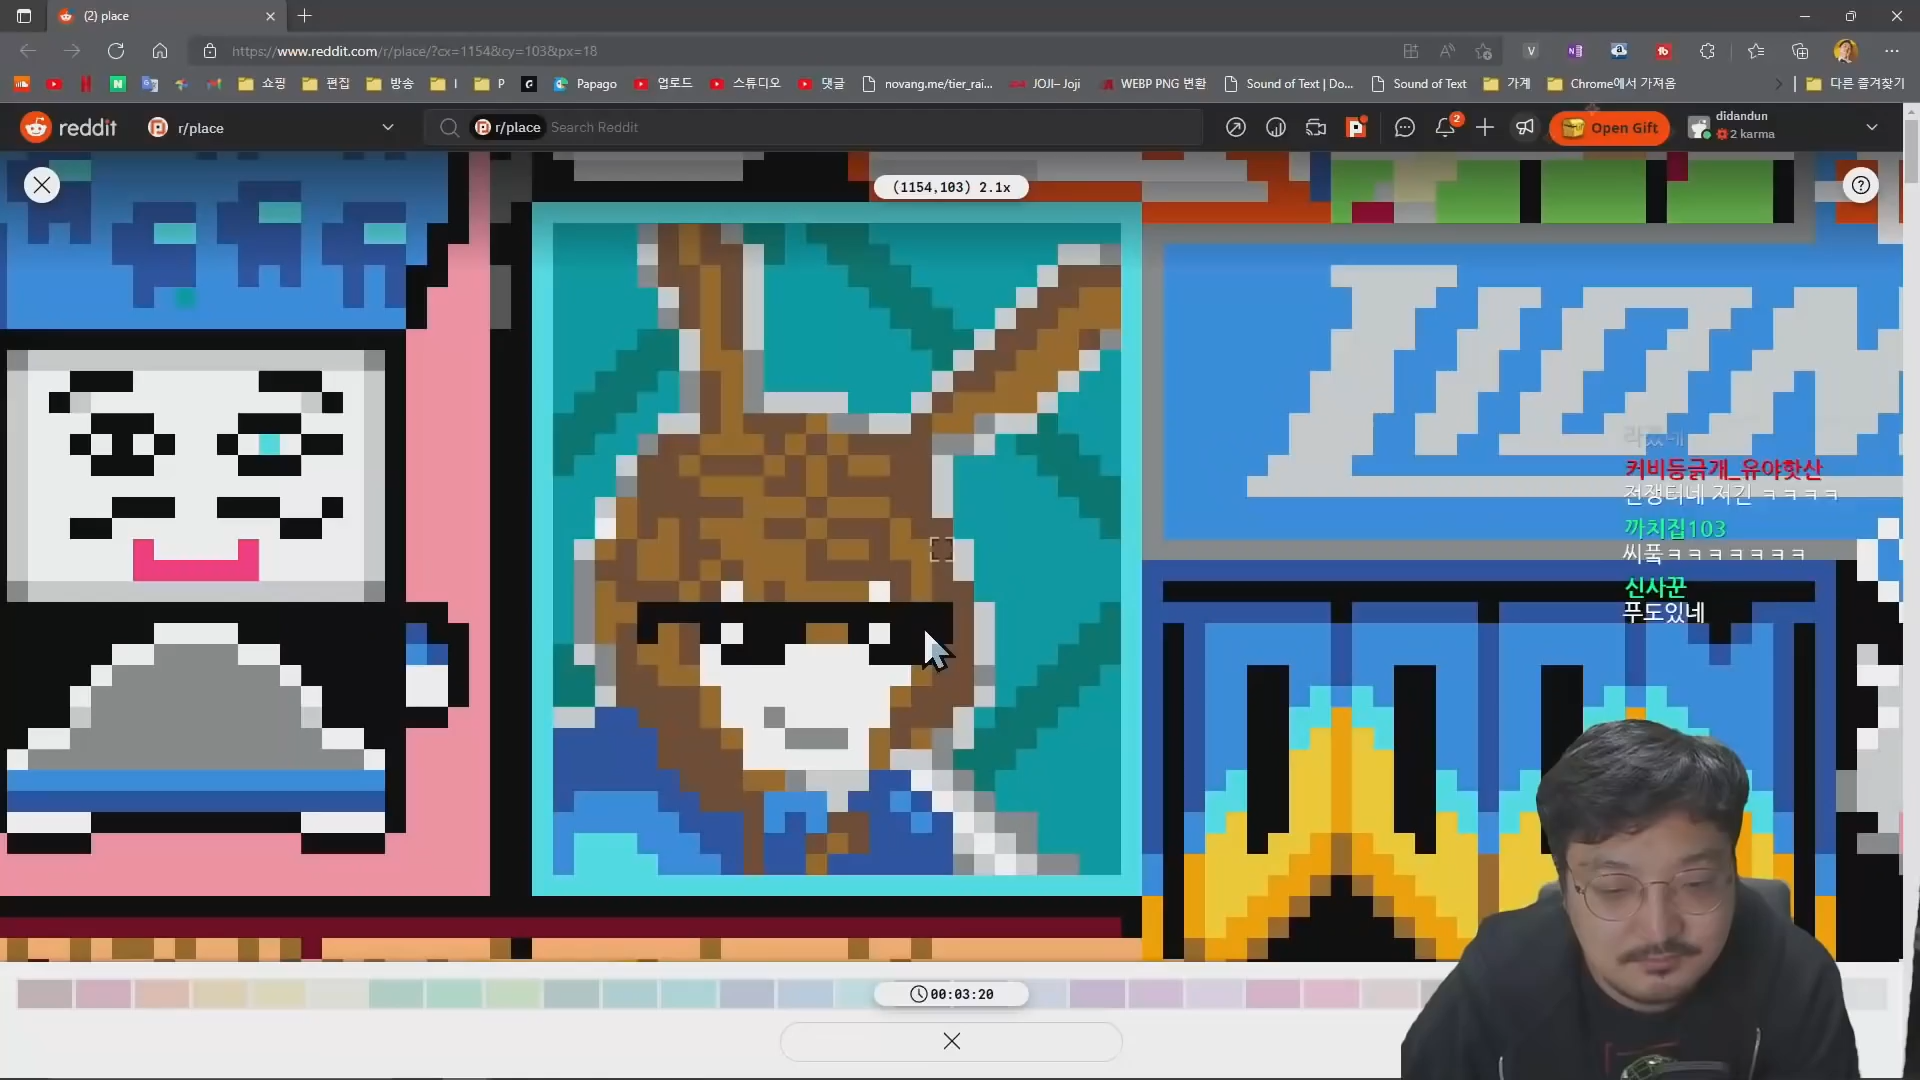 (2) place
https://www.reddit.com/r/place/?cx=1154&cy=103&px=18
쇼핑
편집
방송
I
P
Papago
업로드
스튜디오
댓글
novang.me/tier_rai...
JOJI– Joji
WEBP PNG 변환
Sound of Text | Do...
Sound of Text
가계
Chrome에서 가져옴
다른 즐겨찾기
reddit
r/place
r/place
Search Reddit
2
Open Gift
didandun
2 karma
(1154,103) 2.1x
커비등긁개_유야핫산
전쟁터네 저긴 ㅋㅋㅋㅋ
까치집103
씨푹ㅋㅋㅋㅋㅋㅋㅋ
신사꾼
푸도있네
00:03:20